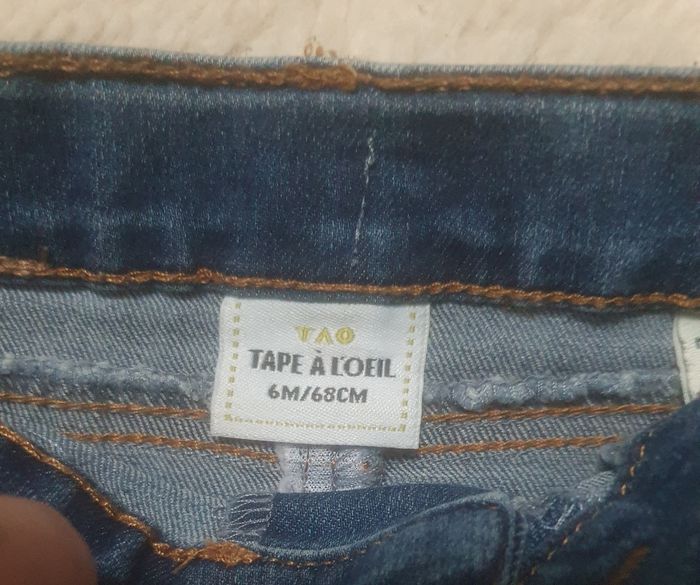 TAO
TAPE À L'OEIL
6M/68CM